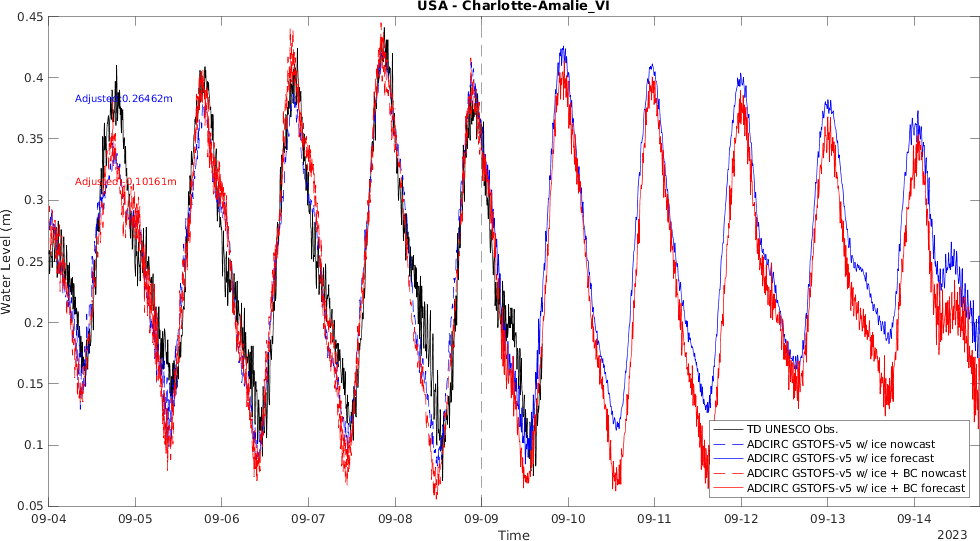 USA - Charlotte-Amalie_VI
0.45
0.4
0.35
0.3
0.25
0.2
0.15
0.1
0.05
Water Level (m)
Adjusted:0.26462m
Adjusted:-0.10161m
TD UNESCO Obs.
ADCIRC GSTOFS-v5 w/ ice nowcast
ADCIRC GSTOFS-v5 w/ ice forecast
ADCIRC GSTOFS-v5 w/ ice + BC nowcast
ADCIRC GSTOFS-v5 w/ ice + BC forecast
09-04 09-05 09-06 09-07 09-08 09-09 09-10 09-11 09-12 09-13 09-14
Time
2023